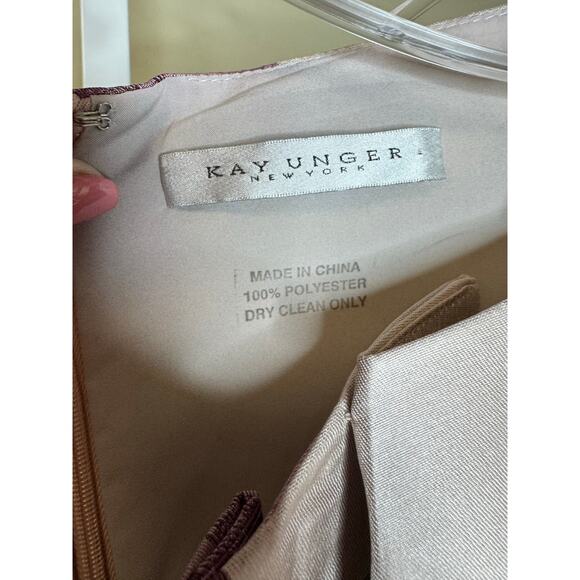 KAY UNGER
NEW YORK
MADE IN CHINA
100% POLYESTER
DRY CLEAN ONLY